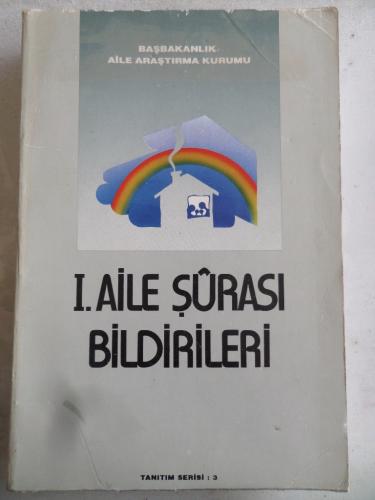 BAŞBAKANLIK
AİLE ARAŞTIRMA KURUMU
I. AİLE ŞÛRASI
BİLDİRİLERİ
TANITIM SERİSİ : 3